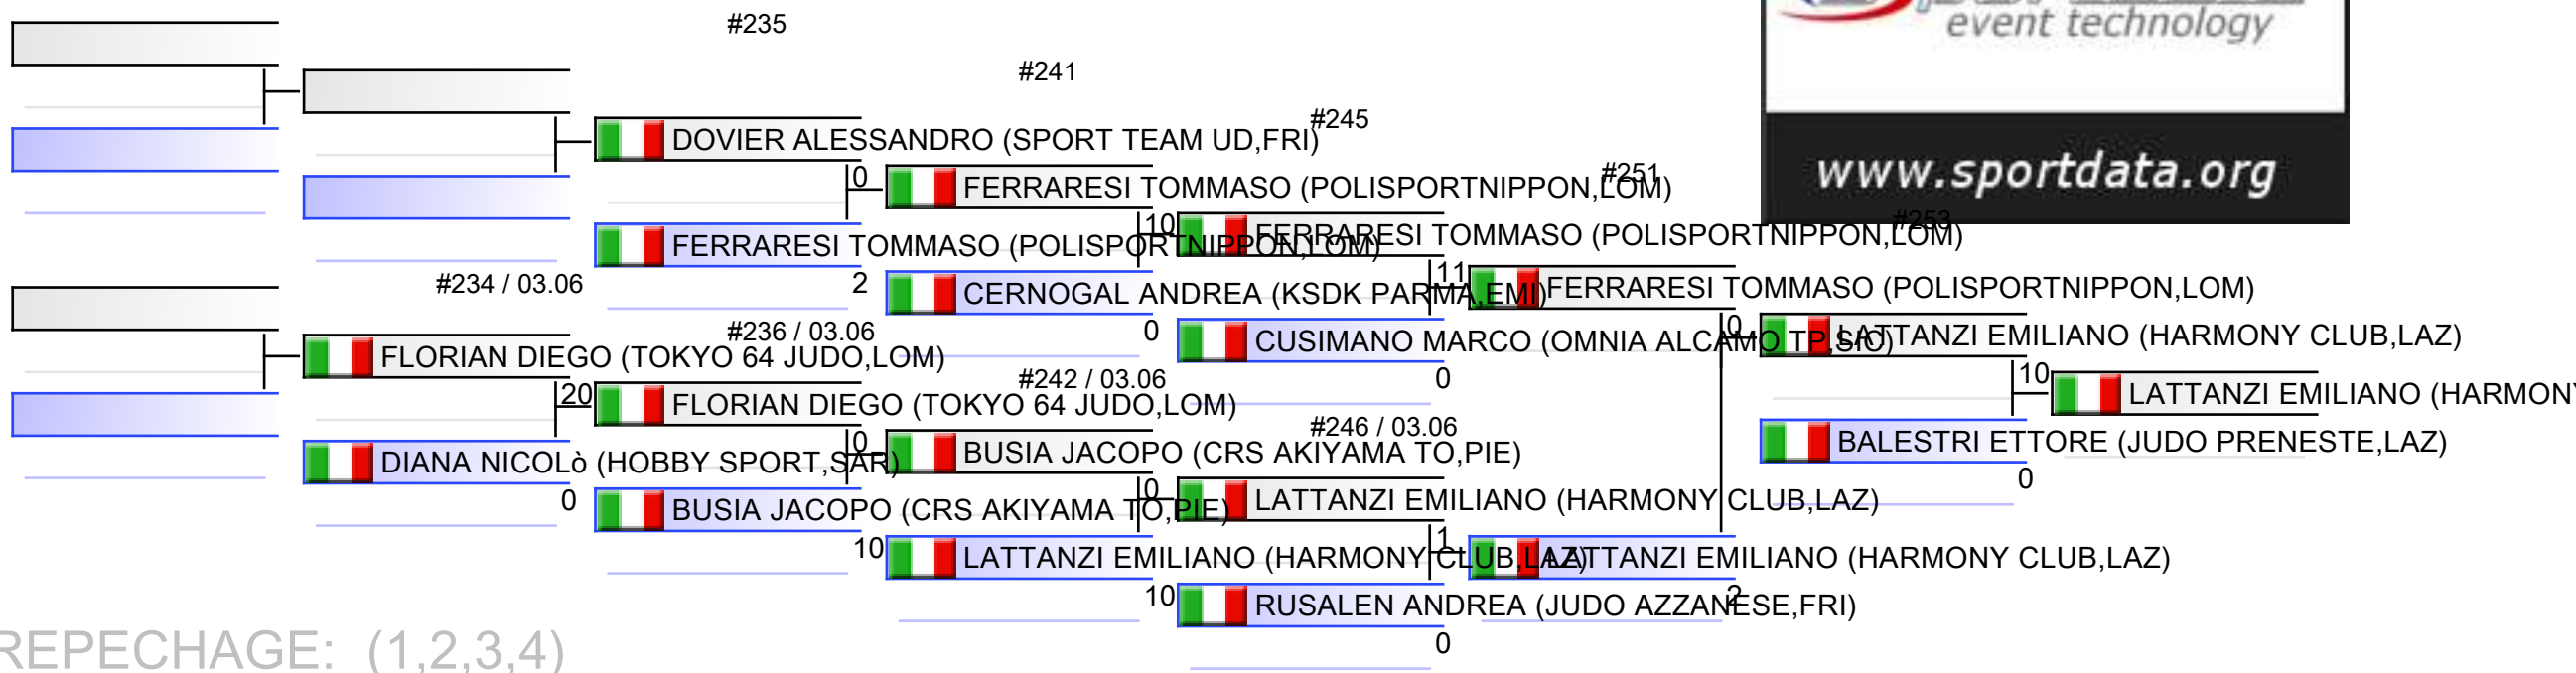 event technology
www.sportdata.org
#235
#241
#245
#251
#253
DOVIER ALESSANDRO (SPORT TEAM UD,FRI)
0
FERRARESI TOMMASO (POLISPORTNIPPON,LOM)
2
FERRARESI TOMMASO (POLISPORTNIPPON,LOM)
10
CERNOGAL ANDREA (KSDK PARMA,EMI)
0
FERRARESI TOMMASO (POLISPORTNIPPON,LOM)
11
CUSIMANO MARCO (OMNIA ALCAMO TP,SIC)
0
FERRARESI TOMMASO (POLISPORTNIPPON,LOM)
0
LATTANZI EMILIANO (HARMONY CLUB,LAZ)
10
BALESTRI ETTORE (JUDO PRENESTE,LAZ)
0
LATTANZI EMILIANO (HARMONY
#234 / 03.06
FLORIAN DIEGO (TOKYO 64 JUDO,LOM)
20
DIANA NICOLò (HOBBY SPORT,SAR)
0
#236 / 03.06
FLORIAN DIEGO (TOKYO 64 JUDO,LOM)
0
BUSIA JACOPO (CRS AKIYAMA TO,PIE)
10
#242 / 03.06
BUSIA JACOPO (CRS AKIYAMA TO,PIE)
0
LATTANZI EMILIANO (HARMONY CLUB,LAZ)
10
#246 / 03.06
LATTANZI EMILIANO (HARMONY CLUB,LAZ)
1
RUSALEN ANDREA (JUDO AZZANESE,FRI)
0
LATTANZI EMILIANO (HARMONY CLUB,LAZ)
2
REPECHAGE: (1,2,3,4)